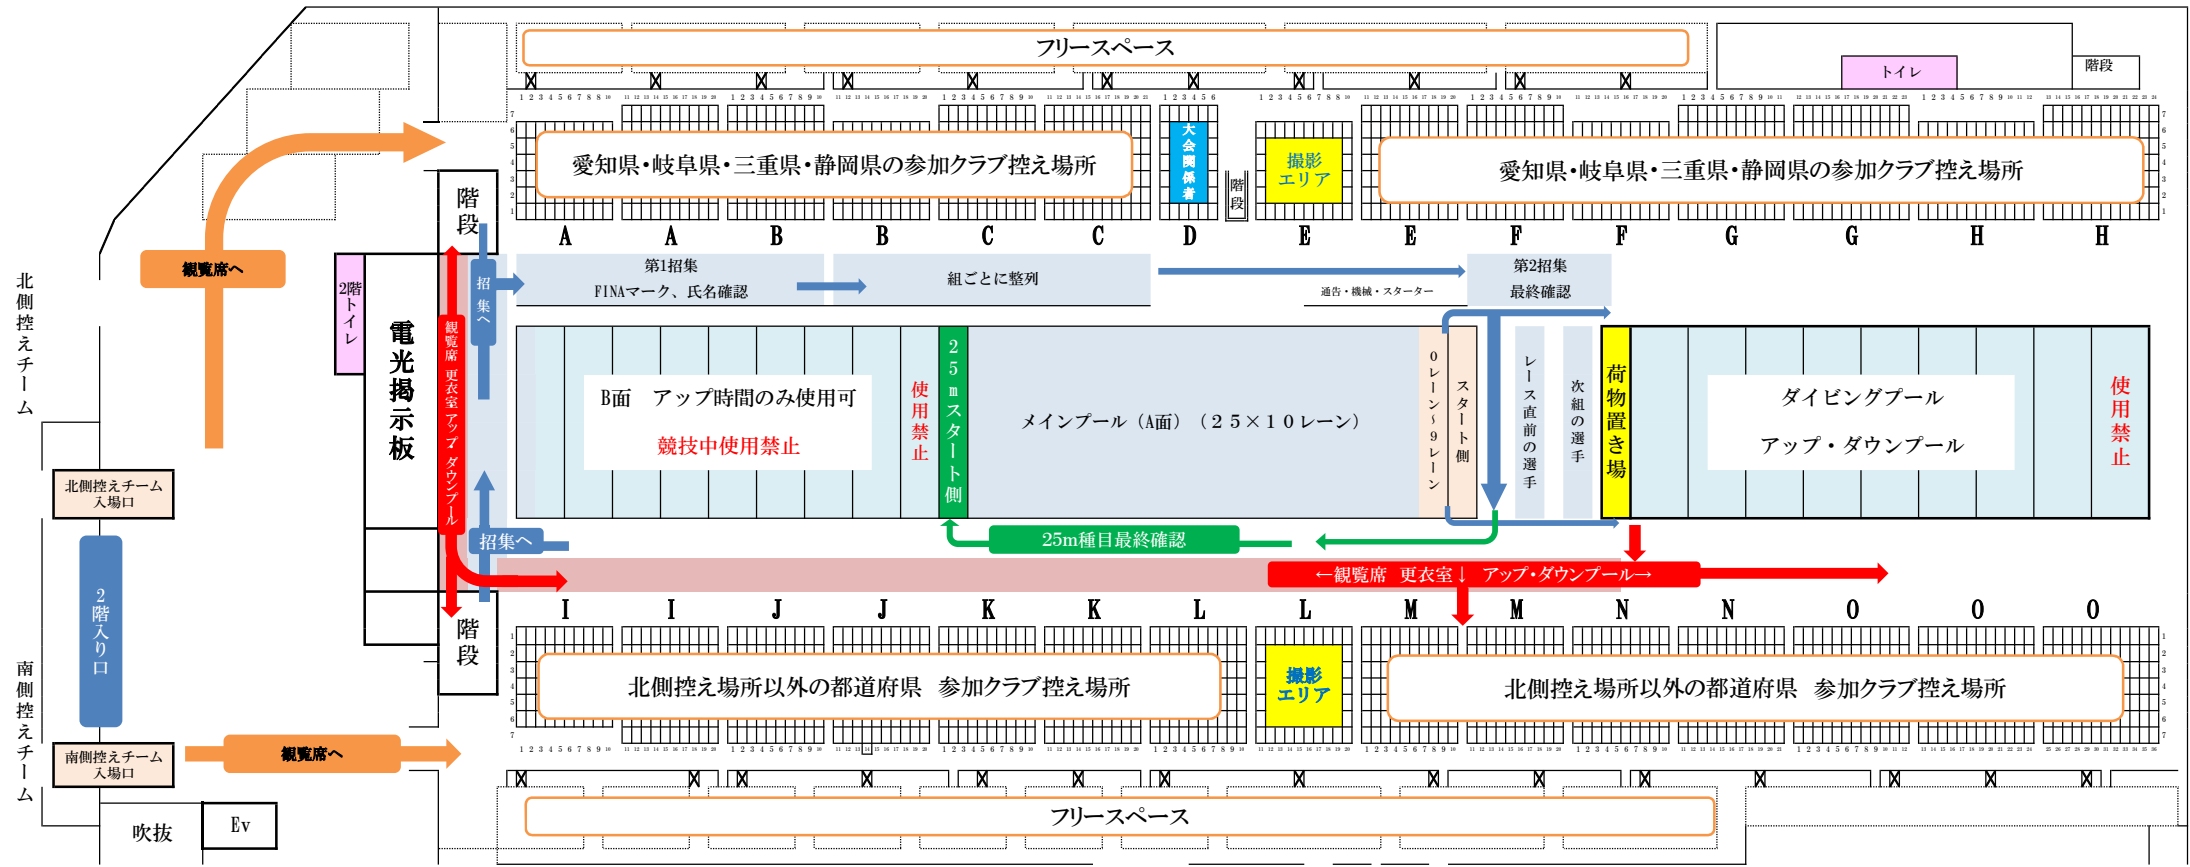 フリースペース
トイレ
階段
愛知県・岐阜県・三重県・静岡県の参加クラブ控え場所
大会関係者
階段
撮影
エリア
愛知県・岐阜県・三重県・静岡県の参加クラブ控え場所
階段
A A B B C C D E E F F G G H H
観覧席へ
北側控えチーム
2階トイレ
電光掲示板
観覧席 更衣室 アップ ダウンプール
招集へ
第1招集
FINAマーク、氏名確認
組ごとに整列
第2招集
最終確認
通告・機械・スターター
B面 アップ時間のみ使用可
競技中使用禁止
使用禁止
25mスタート側
メインプール（A面）（25×10レーン）
0レーン～9レーン
スタート側
レース直前の選手
次組の選手
荷物置き場
ダイビングプール
アップ・ダウンプール
使用禁止
北側控えチーム
入場口
招集へ
25m種目最終確認
←観覧席 更衣室↓ アップ・ダウンプール→
2階入り口
階段
I I J J K K L L M M N N O O O
南側控えチーム
北側控え場所以外の都道府県 参加クラブ控え場所
撮影
エリア
北側控え場所以外の都道府県 参加クラブ控え場所
南側控えチーム
入場口
観覧席へ
吹抜
Ev
フリースペース